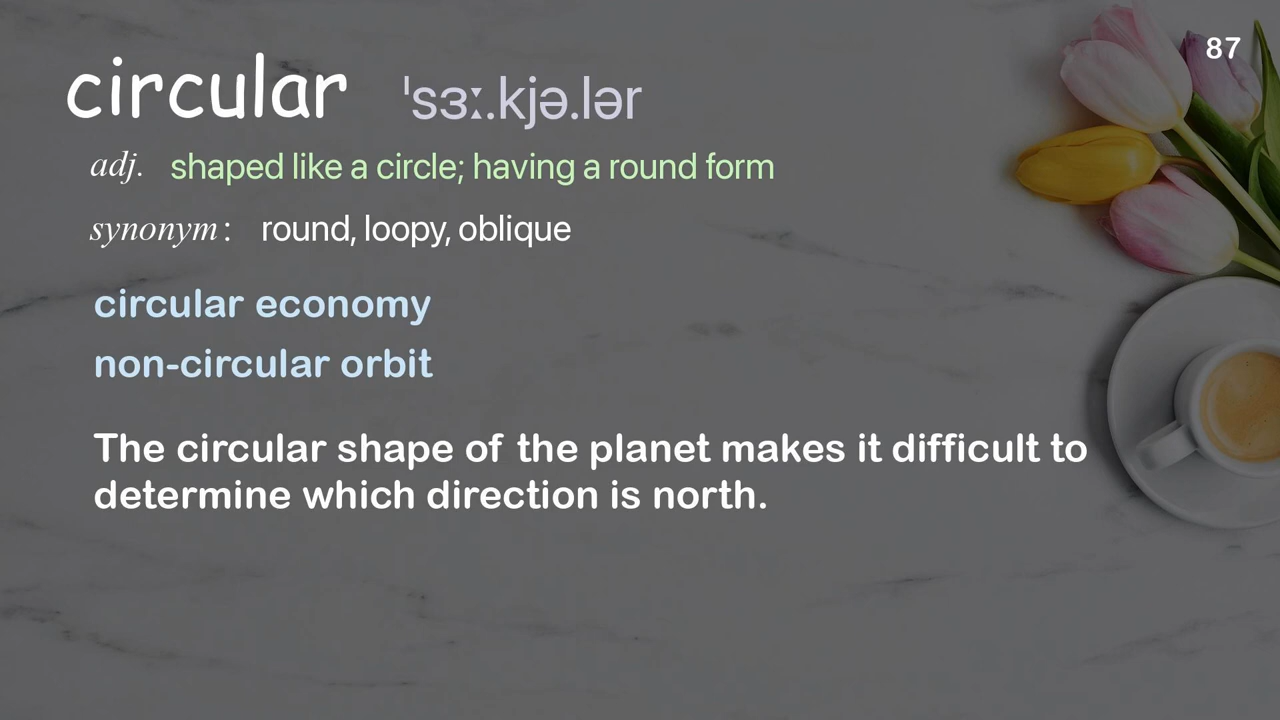 87
circular ˈsɜː.kjə.lər
adj. shaped like a circle; having a round form
synonym: round, loopy, oblique
circular economy
non-circular orbit
The circular shape of the planet makes it difficult to
determine which direction is north.